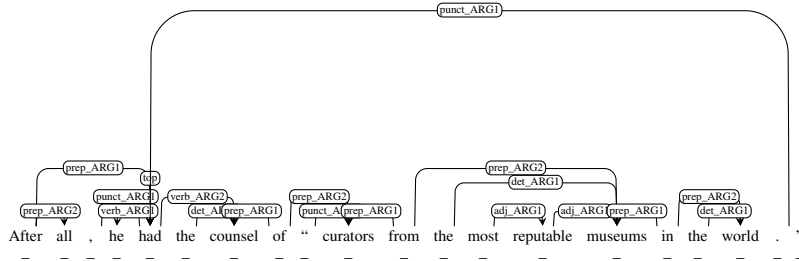 punct_ARG1
prep_ARG1
top
prep_ARG2
det_ARG1
punct_ARG1 verb_ARG2 prep_ARG2 prep_ARG2
prep_ARG2 verb_ARG1 prep_ARG1 prep_ARG1 adj_ARG1 adj_ARG1 prep_ARG1 det_ARG1
After all , he had the counsel of “ curators from the most reputable museums in the world .